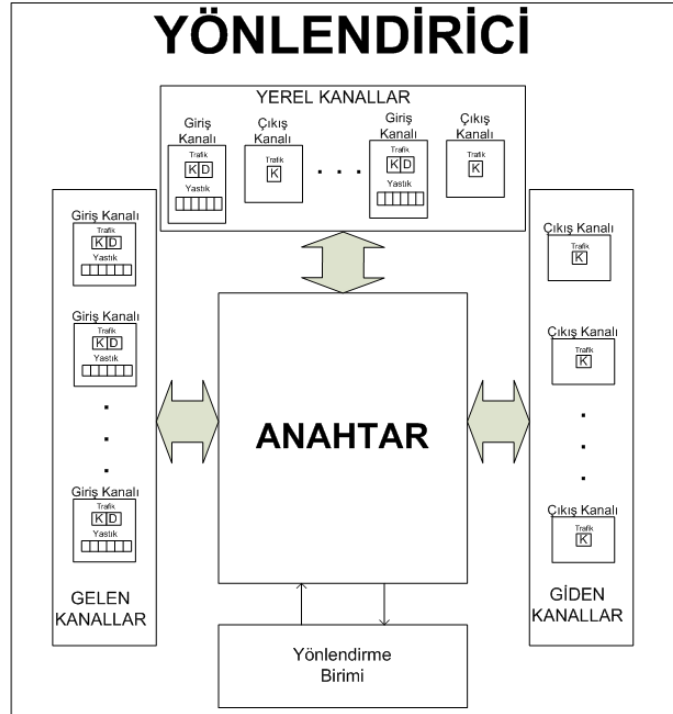 YÖNLENDİRİCİ
YEREL KANALLAR
Giriş
Kanalı
Trafik
K D
Yastık
Çıkış
Kanalı
Trafik
K
. . .
Giriş
Kanalı
Trafik
K D
Yastık
Çıkış
Kanalı
Trafik
K
Giriş Kanalı
Trafik
K D
Yastık
Giriş Kanalı
Trafik
K D
Yastık
.
.
.
Giriş Kanalı
Trafik
K D
Yastık
GELEN
KANALLAR
ANAHTAR
Çıkış Kanalı
Trafik
K
Çıkış Kanalı
Trafik
K
.
.
.
Çıkış Kanalı
Trafik
K
GİDEN
KANALLAR
Yönlendirme
Birimi